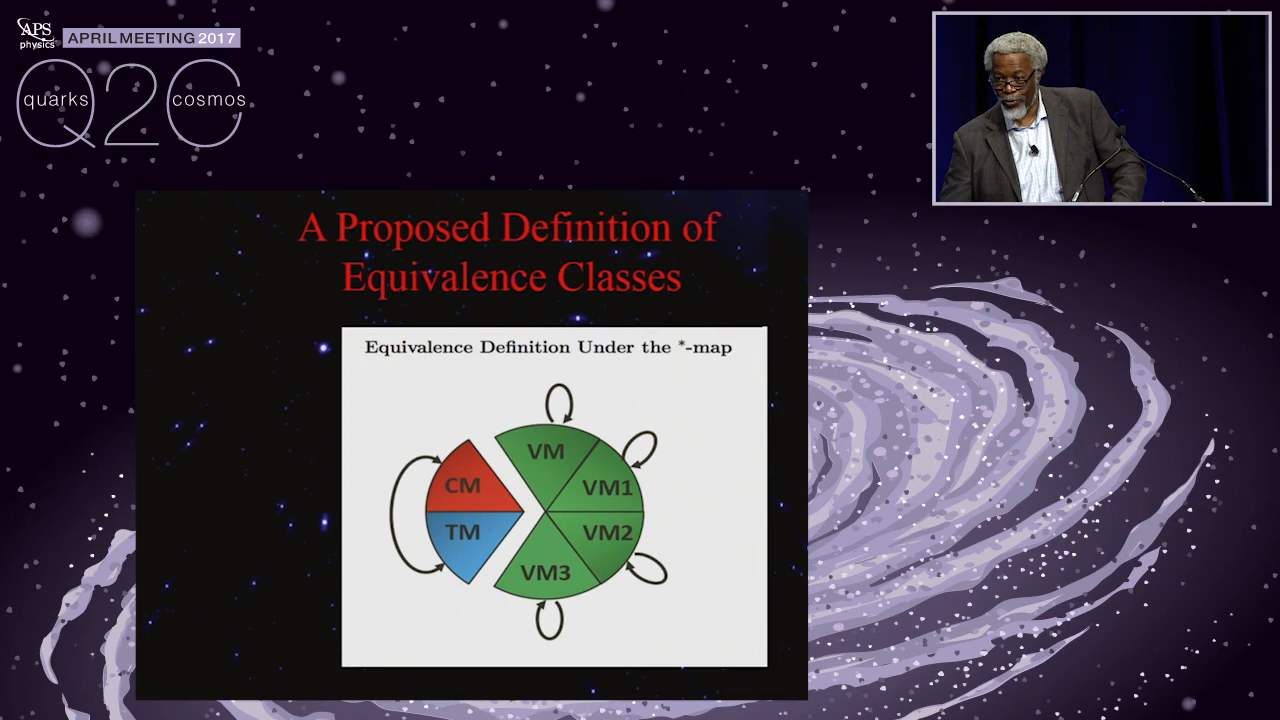 APS
physics
APRIL MEETING 2017
Q2C
quarks
cosmos
A Proposed Definition of
Equivalence Classes
Equivalence Definition Under the *-map
VM
VM1
CM
TM
VM2
VM3